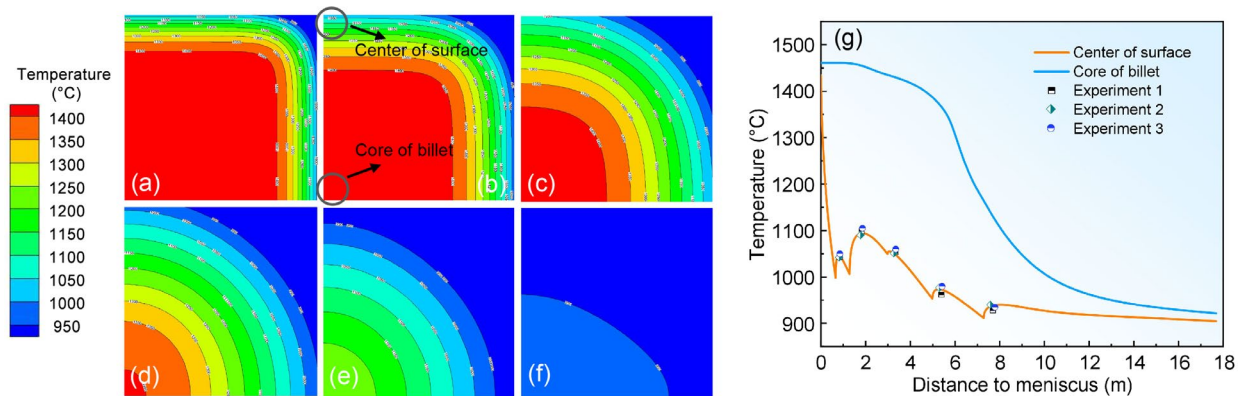 Temperature
(°C)
1400
1350
1300
1250
1200
1150
1100
1050
1000
950
Center of surface
Core of billet
(a)
(b)
(c)
(d)
(e)
(f)
(g)
Center of surface
Core of billet
Experiment 1
Experiment 2
Experiment 3
Temperature (°C)
1500
1400
1300
1200
1100
1000
900
0 2 4 6 8 10 12 14 16 18
Distance to meniscus (m)